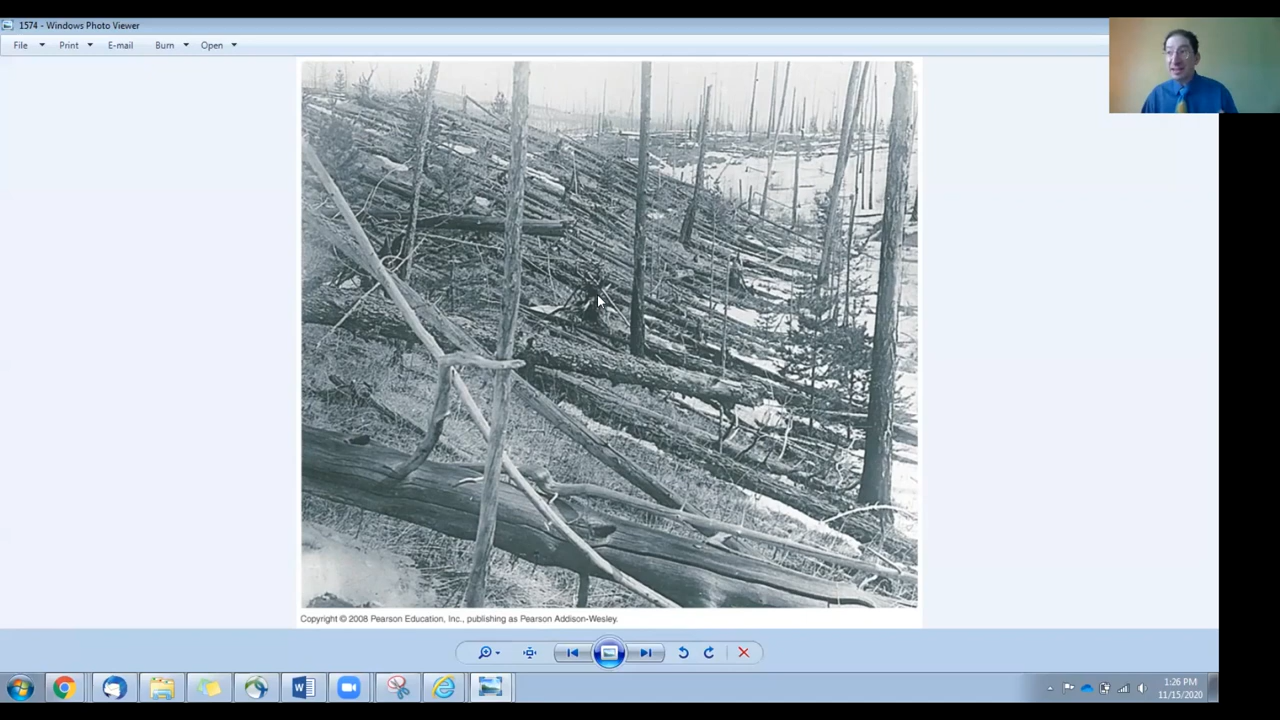 1574 - Windows Photo Viewer
File Print E-mail Burn Open
Copyright © 2008 Pearson Education, Inc., publishing as Pearson Addison-Wesley.
1:26 PM
11/15/2020